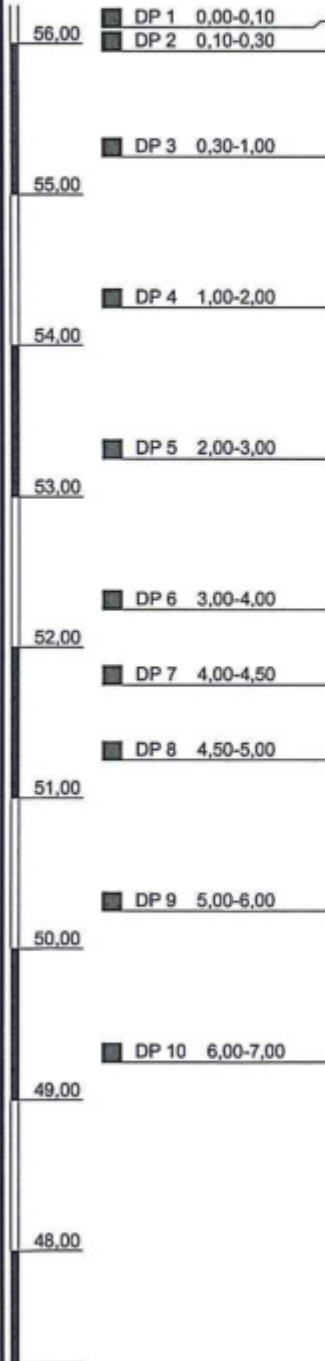 DP 1 0,00-0,10
56,00
DP 2 0,10-0,30
DP 3 0,30-1,00
55,00
DP 4 1,00-2,00
54,00
DP 5 2,00-3,00
53,00
DP 6 3,00-4,00
52,00
DP 7 4,00-4,50
DP 8 4,50-5,00
51,00
DP 9 5,00-6,00
50,00
DP 10 6,00-7,00
49,00
48,00